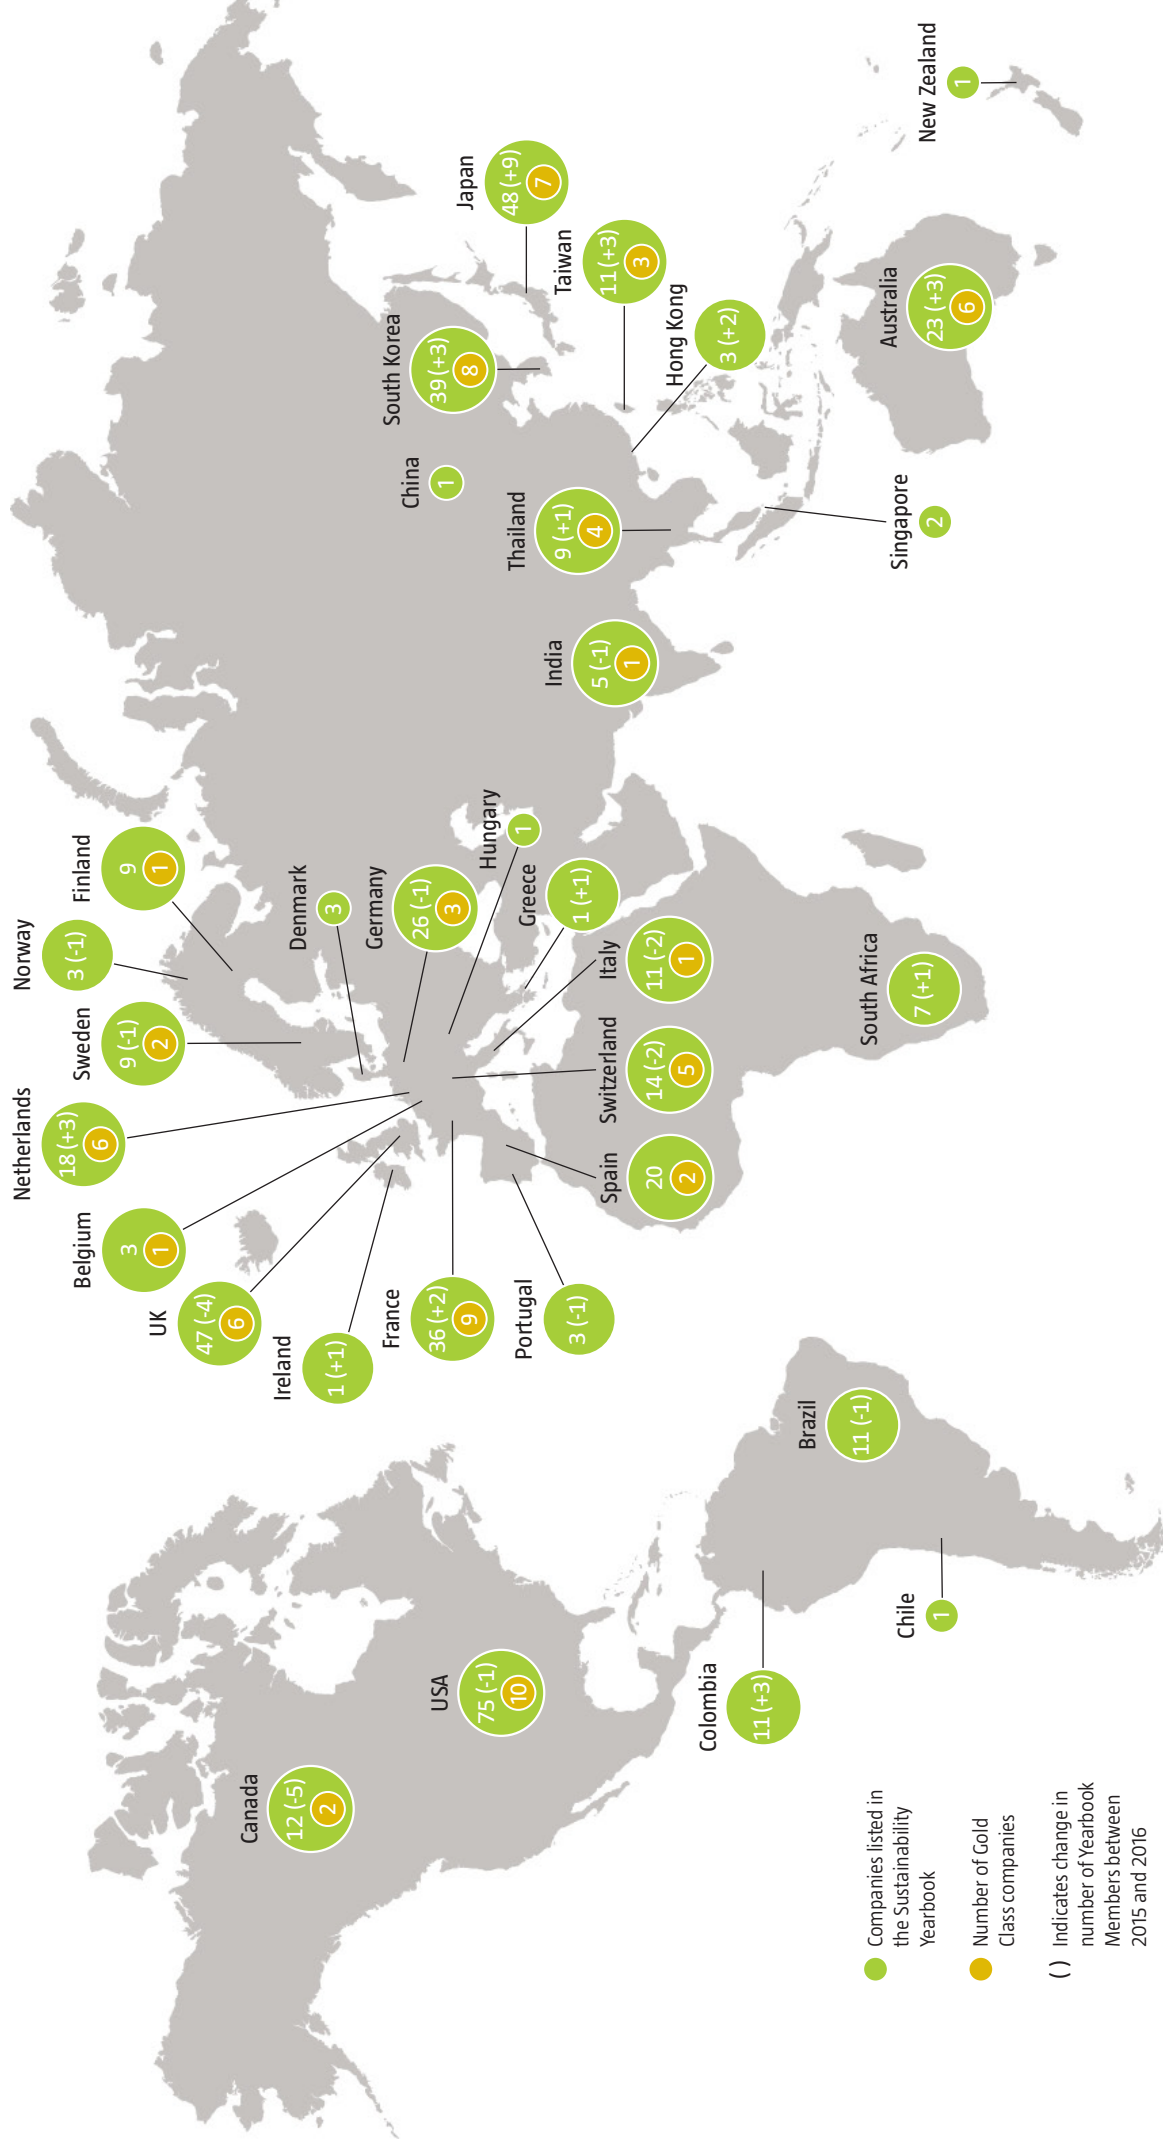 Canada
12 (-5)
2
USA
75 (-1)
10
Colombia
11 (+3)
Chile
1
Brazil
11 (-1)
Netherlands
18 (+3)
6
Belgium
3
1
UK
47 (-4)
6
Ireland
1 (+1)
France
36 (+2)
9
Portugal
3 (-1)
Spain
20
2
Switzerland
14 (-2)
5
Italy
11 (-2)
1
Greece
1 (+1)
Hungary
1
Germany
26 (-1)
3
Denmark
3
Sweden
9 (-1)
2
Norway
3 (-1)
Finland
9
1
South Africa
7 (+1)
India
5 (-1)
1
Thailand
9 (+1)
4
China
1
South Korea
39 (+3)
8
Japan
48 (+9)
7
Taiwan
11 (+3)
3
Hong Kong
3 (+2)
Singapore
2
Australia
23 (+3)
6
New Zealand
1
Companies listed in
the Sustainability
Yearbook
Number of Gold
Class companies
( ) Indicates change in
number of Yearbook
Members between
2015 and 2016